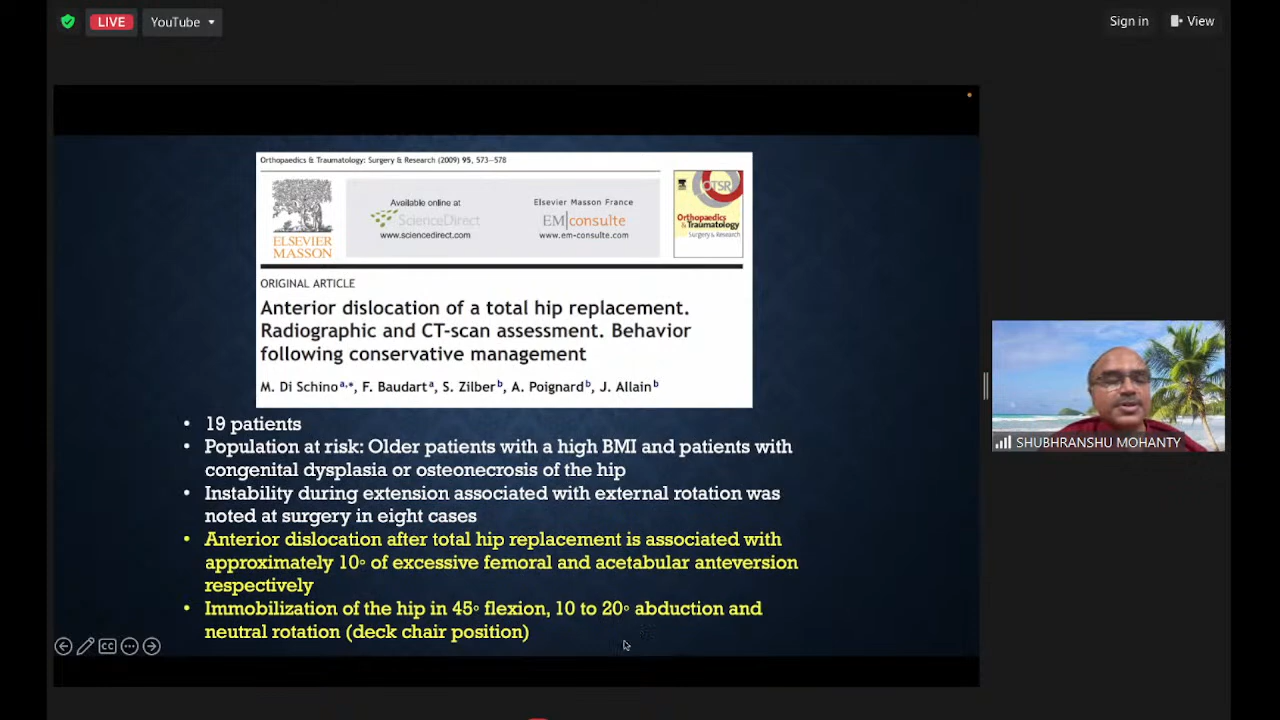 LIVE
YouTube
Sign in
View
Orthopaedics & Traumatology: Surgery & Research (2009) 95, 573—578
ELSEVIER
MASSON
Available online at
ScienceDirect
www.sciencedirect.com
Elsevier Masson France
EM|consulte
www.em-consulte.com
OTSR
Orthopaedics
& Traumatology
Surgery & Research
ORIGINAL ARTICLE
Anterior dislocation of a total hip replacement.
Radiographic and CT-scan assessment. Behavior
following conservative management
M. Di Schino a,*, F. Baudart a, S. Zilber b, A. Poignard b, J. Allain b
• 19 patients
• Population at risk: Older patients with a high BMI and patients with
congenital dysplasia or osteonecrosis of the hip
• Instability during extension associated with external rotation was
noted at surgery in eight cases
• Anterior dislocation after total hip replacement is associated with
approximately 10° of excessive femoral and acetabular anteversion
respectively
• Immobilization of the hip in 45° flexion, 10 to 20° abduction and
neutral rotation (deck chair position)
CC
SHUBHRANSHU MOHANTY